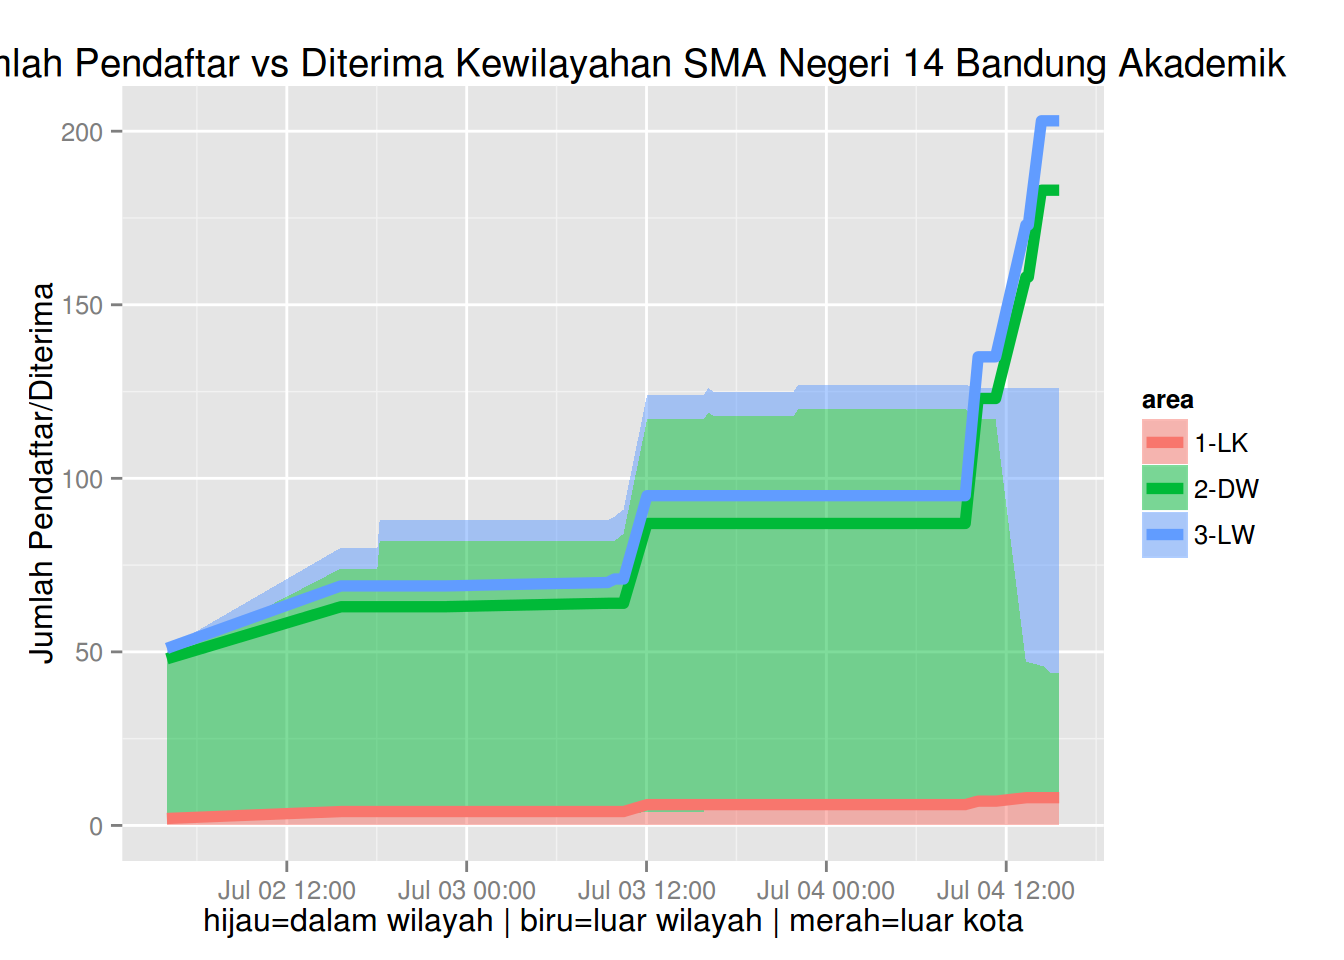 Pendaftar vs Diterima Kewilayahan SMA Negeri 14 Bandung Akademik
Jumlah Pendaftar/Diterima
200
150
100
50
0
Jul 02 12:00
Jul 03 00:00
Jul 03 12:00
Jul 04 00:00
Jul 04 12:00
hijau=dalam wilayah | biru=luar wilayah | merah=luar kota
area
1-LK
2-DW
3-LW